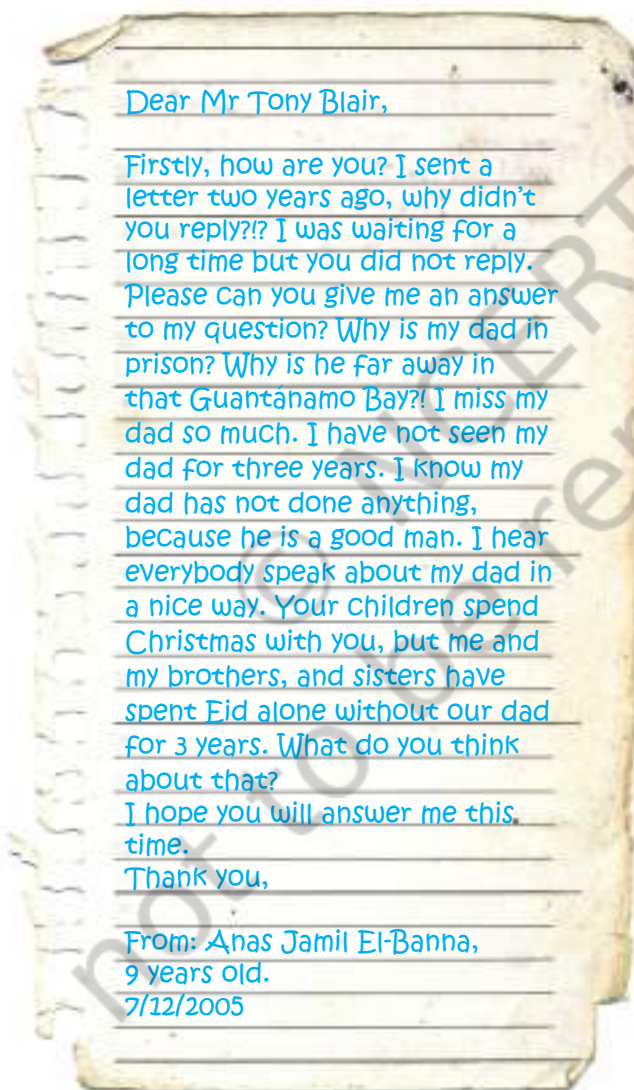 Dear Mr Tony Blair,
Firstly, how are you? I sent a
letter two years ago, why didn't
you reply?!? I was waiting for a
long time but you did not reply.
Please can you give me an answer
to my question? Why is my dad in
prison? Why is he far away in
that Guantánamo Bay?! I miss my
dad so much. I have not seen my
dad for three years. I know my
dad has not done anything,
because he is a good man. I hear
everybody speak about my dad in
a nice way. Your children spend
Christmas with you, but me and
my brothers, and sisters have
spent Eid alone without our dad
for 3 years. What do you think
about that?
I hope you will answer me this
time.
Thank you,
From: Anas Jamil El-Banna,
9 years old.
7/12/2005
© NCERT
not to be re